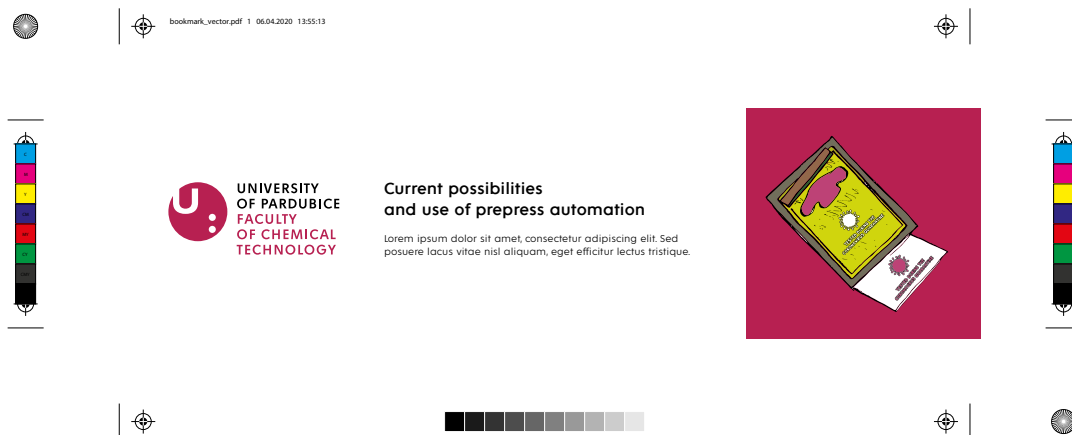 bookmark_vector.pdf 1 06.04.2020 13:55:13
U
UNIVERSITY
OF PARDUBICE
FACULTY
OF CHEMICAL
TECHNOLOGY
Current possibilities
and use of prepress automation
Lorem ipsum dolor sit amet, consectetur adipiscing elit. Sed
posuere lacus vitae nisl aliquam, eget efficitur lectus tristique.
C
M
Y